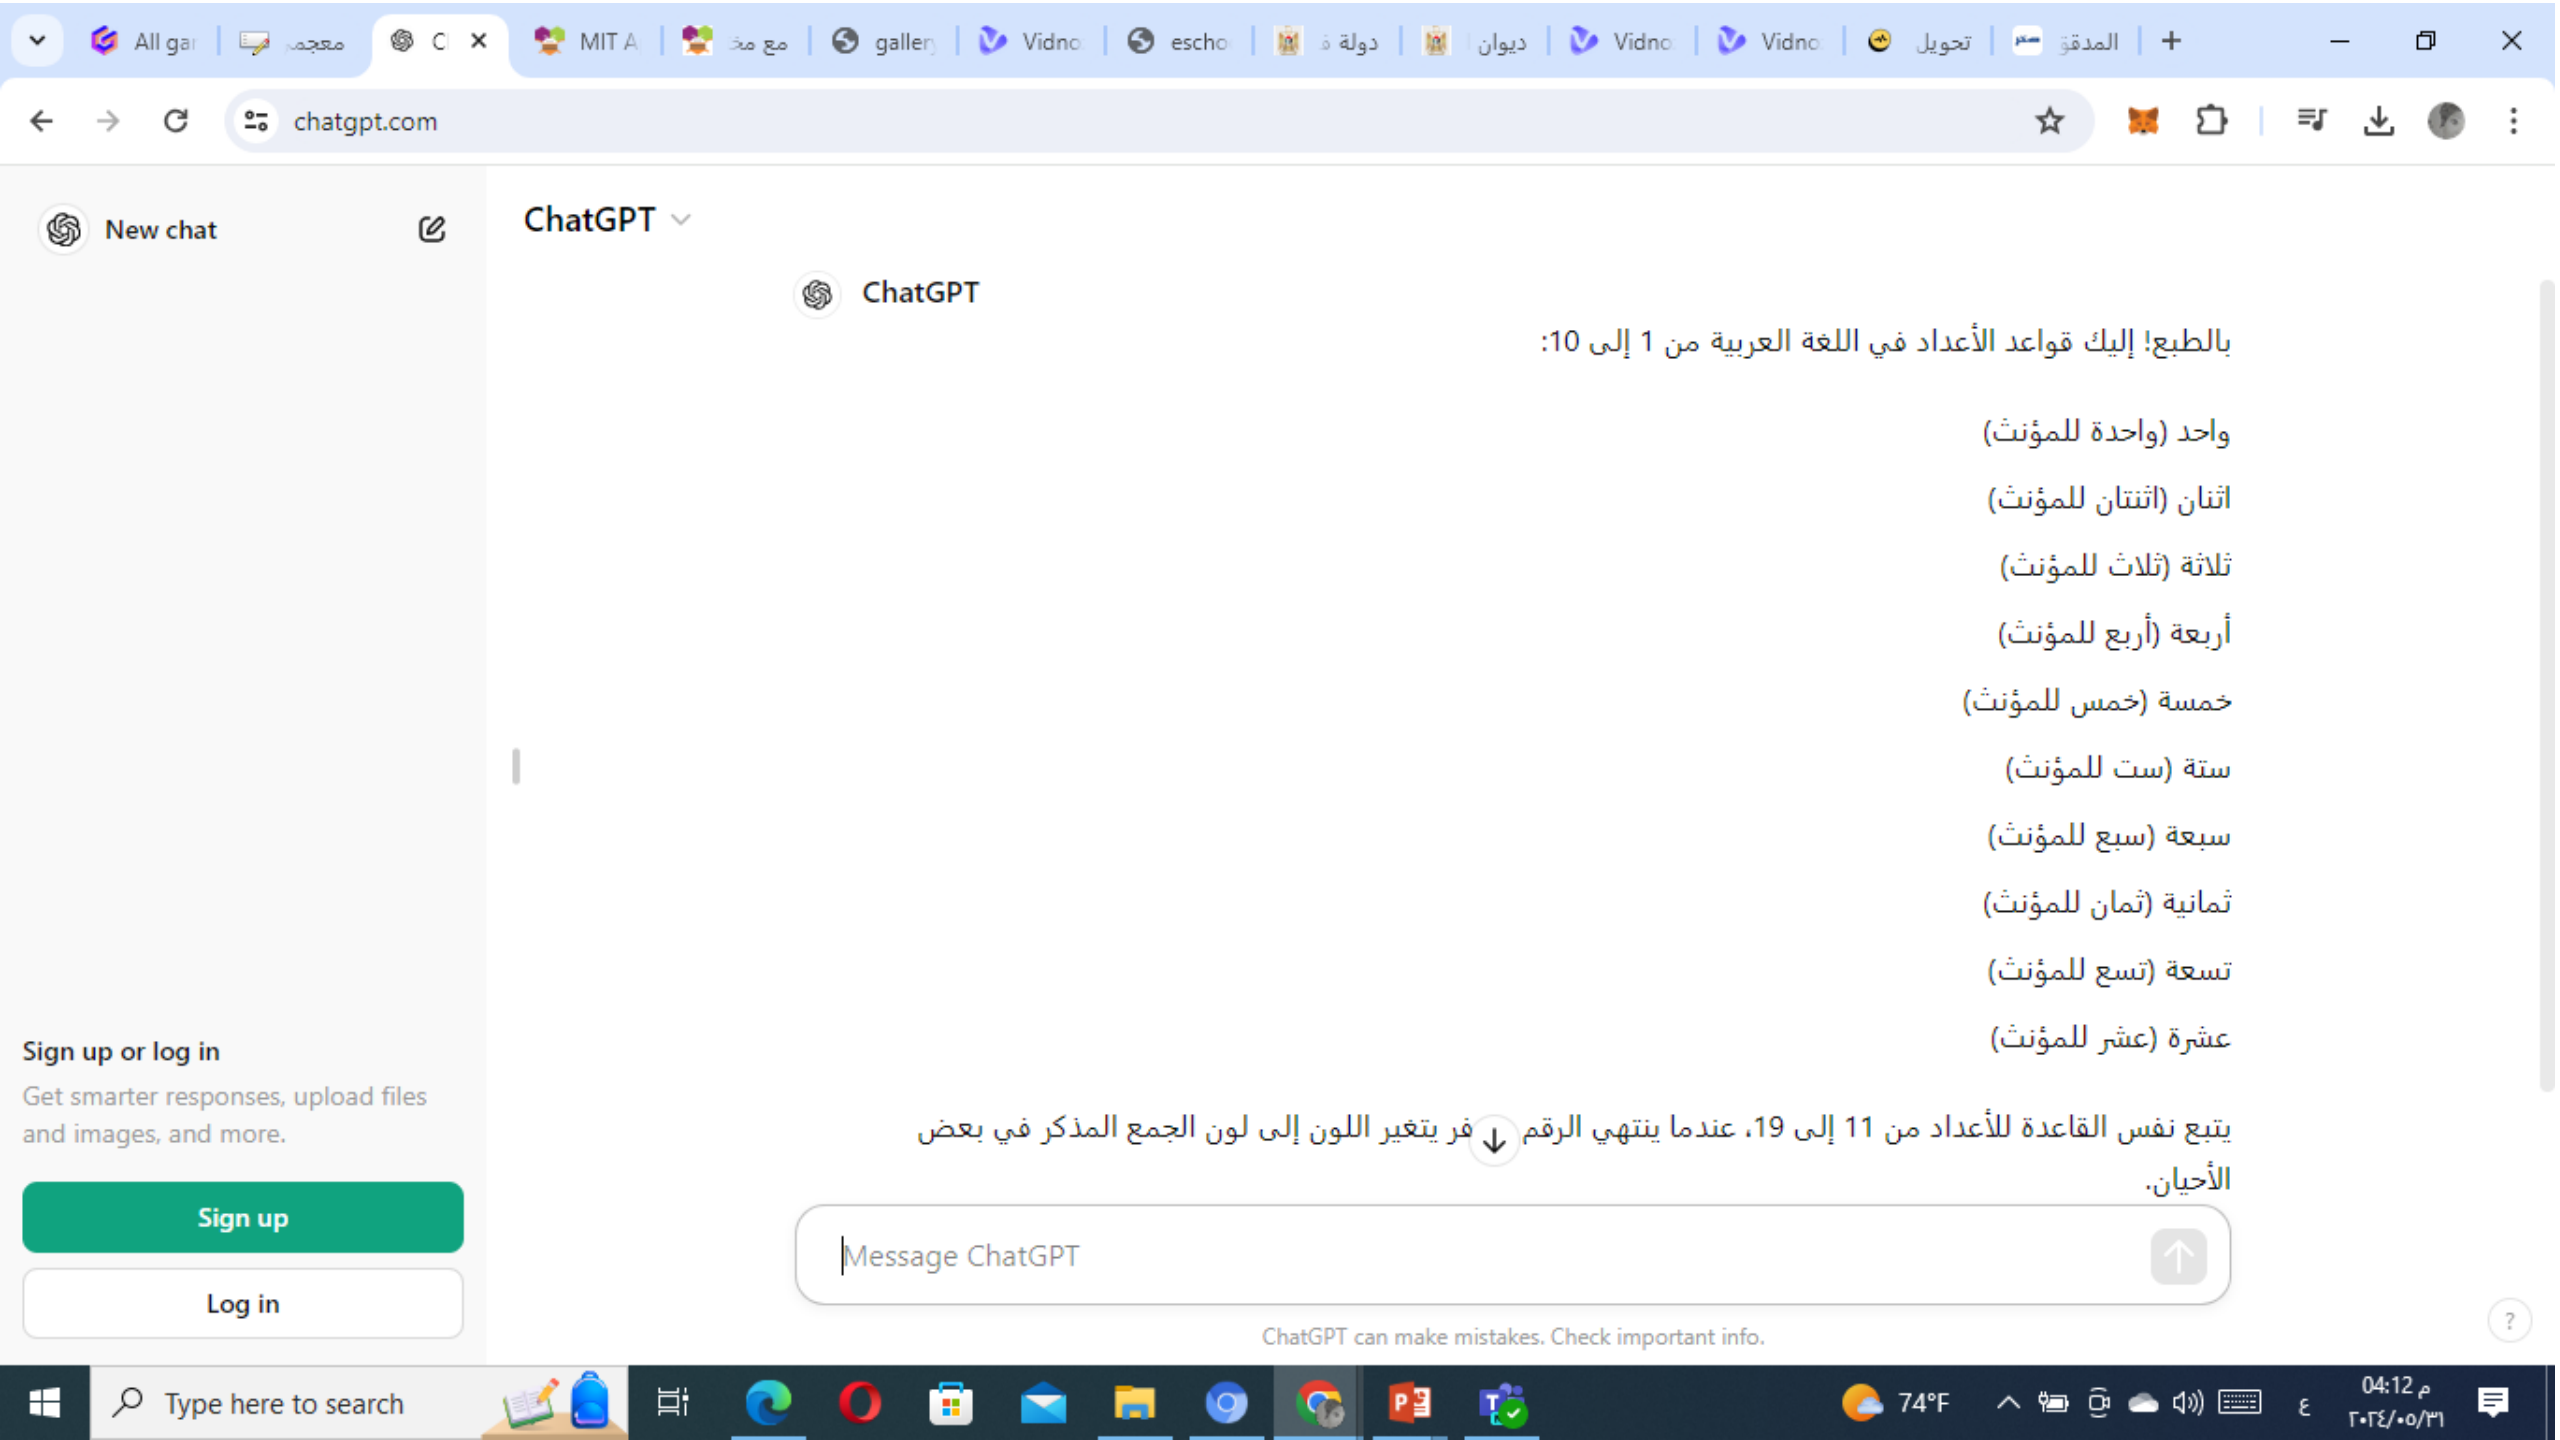 All gar
معجم
C
MIT A
مع مخ
galler
Vidno
escho
دولة ف
ديوان
Vidno
Vidno
تحويل
المدقق
chatgpt.com
New chat
ChatGPT
ChatGPT
بالطبع! إليك قواعد الأعداد في اللغة العربية من 1 إلى 10:
واحد (واحدة للمؤنث)
اثنان (اثنتان للمؤنث)
ثلاثة (ثلاث للمؤنث)
أربعة (أربع للمؤنث)
خمسة (خمس للمؤنث)
ستة (ست للمؤنث)
سبعة (سبع للمؤنث)
ثمانية (ثمان للمؤنث)
تسعة (تسع للمؤنث)
عشرة (عشر للمؤنث)
يتبع نفس القاعدة للأعداد من 11 إلى 19، عندما ينتهي الرقم فر يتغير اللون إلى لون الجمع المذكر في بعض
الأحيان.
Sign up or log in
Get smarter responses, upload files
and images, and more.
Sign up
Log in
Message ChatGPT
ChatGPT can make mistakes. Check important info.
?
Type here to search
74°F
ع
04:12 م
٢٠٢٤/٠٥/٣١